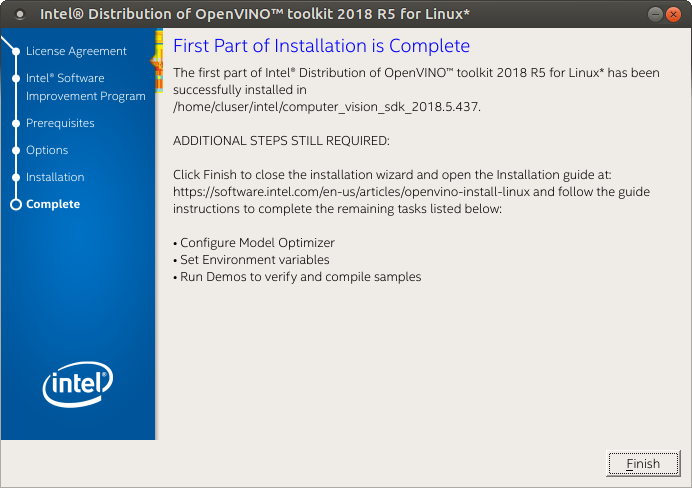 Intel® Distribution of OpenVINO™ toolkit 2018 R5 for Linux*
License Agreement
Intel® Software
Improvement Program
Prerequisites
Options
Installation
Complete
intel®
First Part of Installation is Complete
The first part of Intel® Distribution of OpenVINO™ toolkit 2018 R5 for Linux* has been
successfully installed in
/home/cluser/intel/computer_vision_sdk_2018.5.437.
ADDITIONAL STEPS STILL REQUIRED:
Click Finish to close the installation wizard and open the Installation guide at:
https://software.intel.com/en-us/articles/openvino-install-linux and follow the guide
instructions to complete the remaining tasks listed below:
• Configure Model Optimizer
• Set Environment variables
• Run Demos to verify and compile samples
Finish